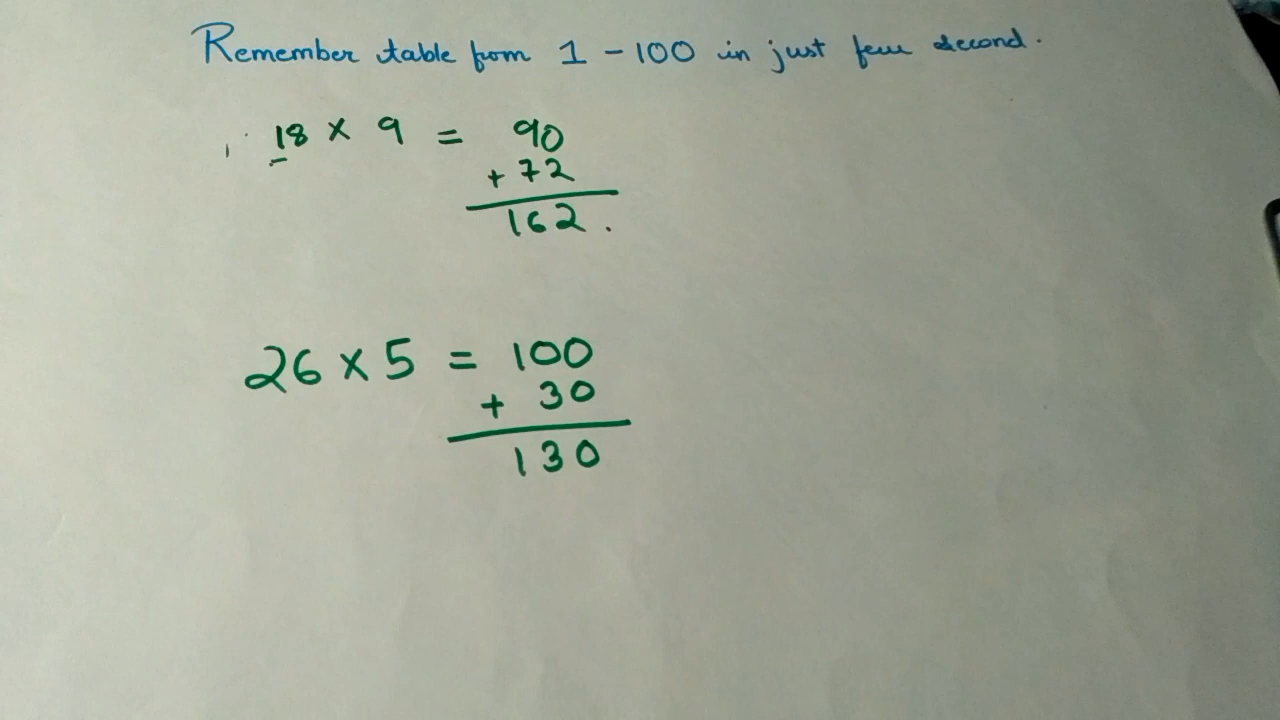 Remember table from 1 - 100 in just few second.
18 x 9 = 90
+ 72
162.
26 x 5 = 100
+ 30
130